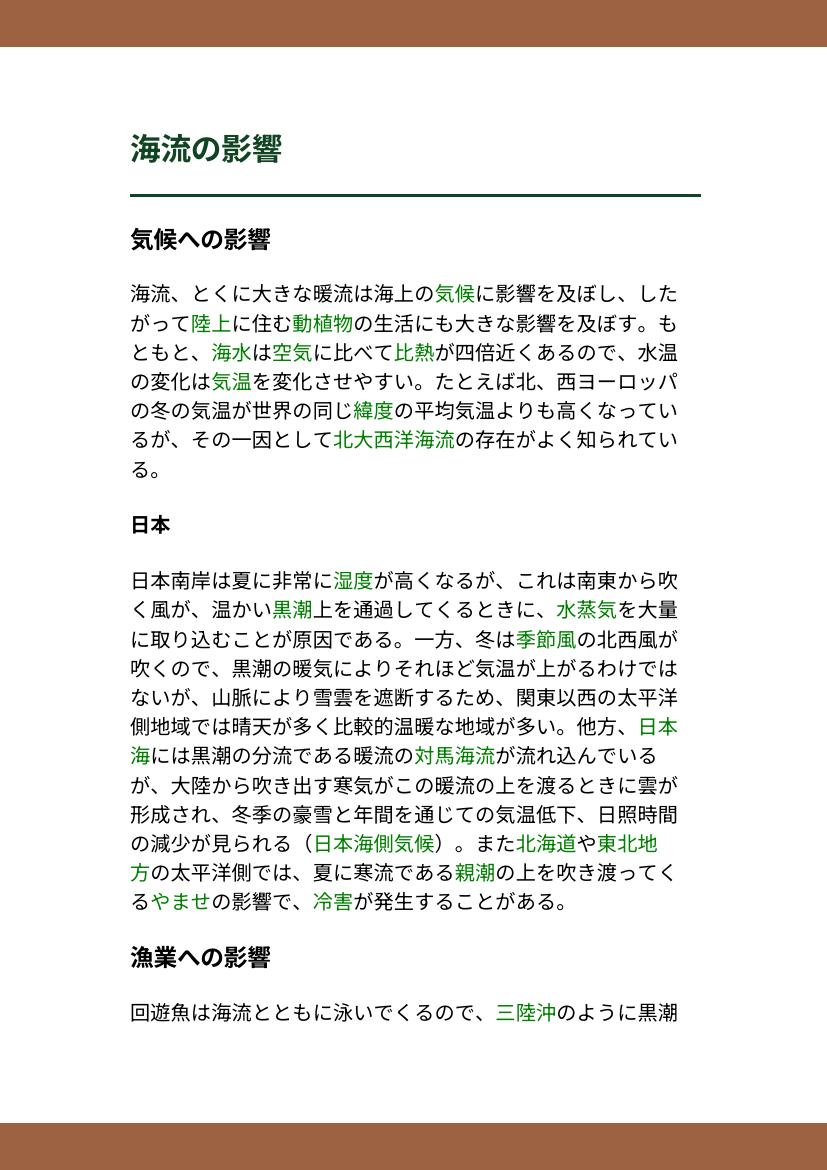 海流の影響
気候への影響
海流、とくに大きな暖流は海上の気候に影響を及ぼし、した
がって陸上に住む動植物の生活にも大きな影響を及ぼす。も
ともと、海水は空気に比べて比熱が四倍近くあるので、水温
の変化は気温を変化させやすい。たとえば北、西ヨーロッパ
の冬の気温が世界の同じ緯度の平均気温よりも高くなってい
るが、その一因として北大西洋海流の存在がよく知られてい
る。
日本
日本南岸は夏に非常に湿度が高くなるが、これは南東から吹
く風が、温かい黒潮上を通過してくるときに、水蒸気を大量
に取り込むことが原因である。一方、冬は季節風の北西風が
吹くので、黒潮の暖気によりそれほど気温が上がるわけでは
ないが、山脈により雪雲を遮断するため、関東以西の太平洋
側地域では晴天が多く比較的温暖な地域が多い。他方、日本
海には黒潮の分流である暖流の対馬海流が流れ込んでいる
が、大陸から吹き出す寒気がこの暖流の上を渡るときに雲が
形成され、冬季の豪雪と年間を通じての気温低下、日照時間
の減少が見られる（日本海側気候）。また北海道や東北地
方の太平洋側では、夏に寒流である親潮の上を吹き渡ってく
るやませの影響で、冷害が発生することがある。
漁業への影響
回遊魚は海流とともに泳いでくるので、三陸沖のように黒潮